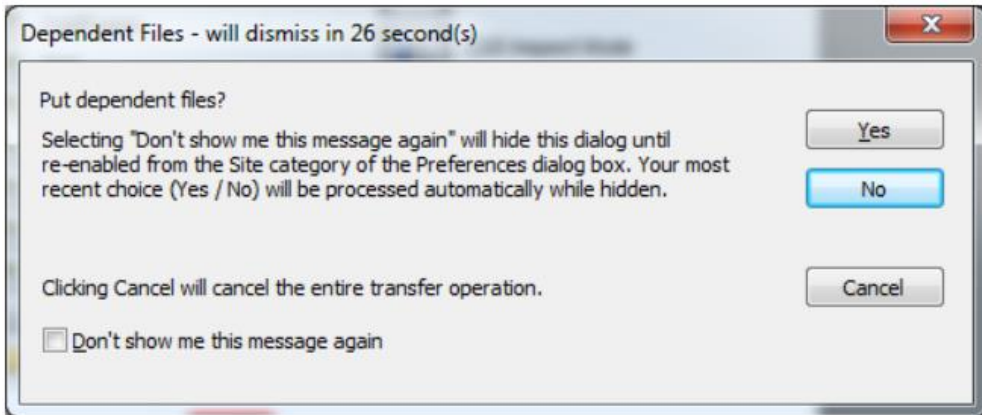 Dependent Files - will dismiss in 26 second(s)
Put dependent files?
Selecting "Don't show me this message again" will hide this dialog until
re-enabled from the Site category of the Preferences dialog box. Your most
recent choice (Yes / No) will be processed automatically while hidden.
Yes
No
Clicking Cancel will cancel the entire transfer operation.
Cancel
Don't show me this message again